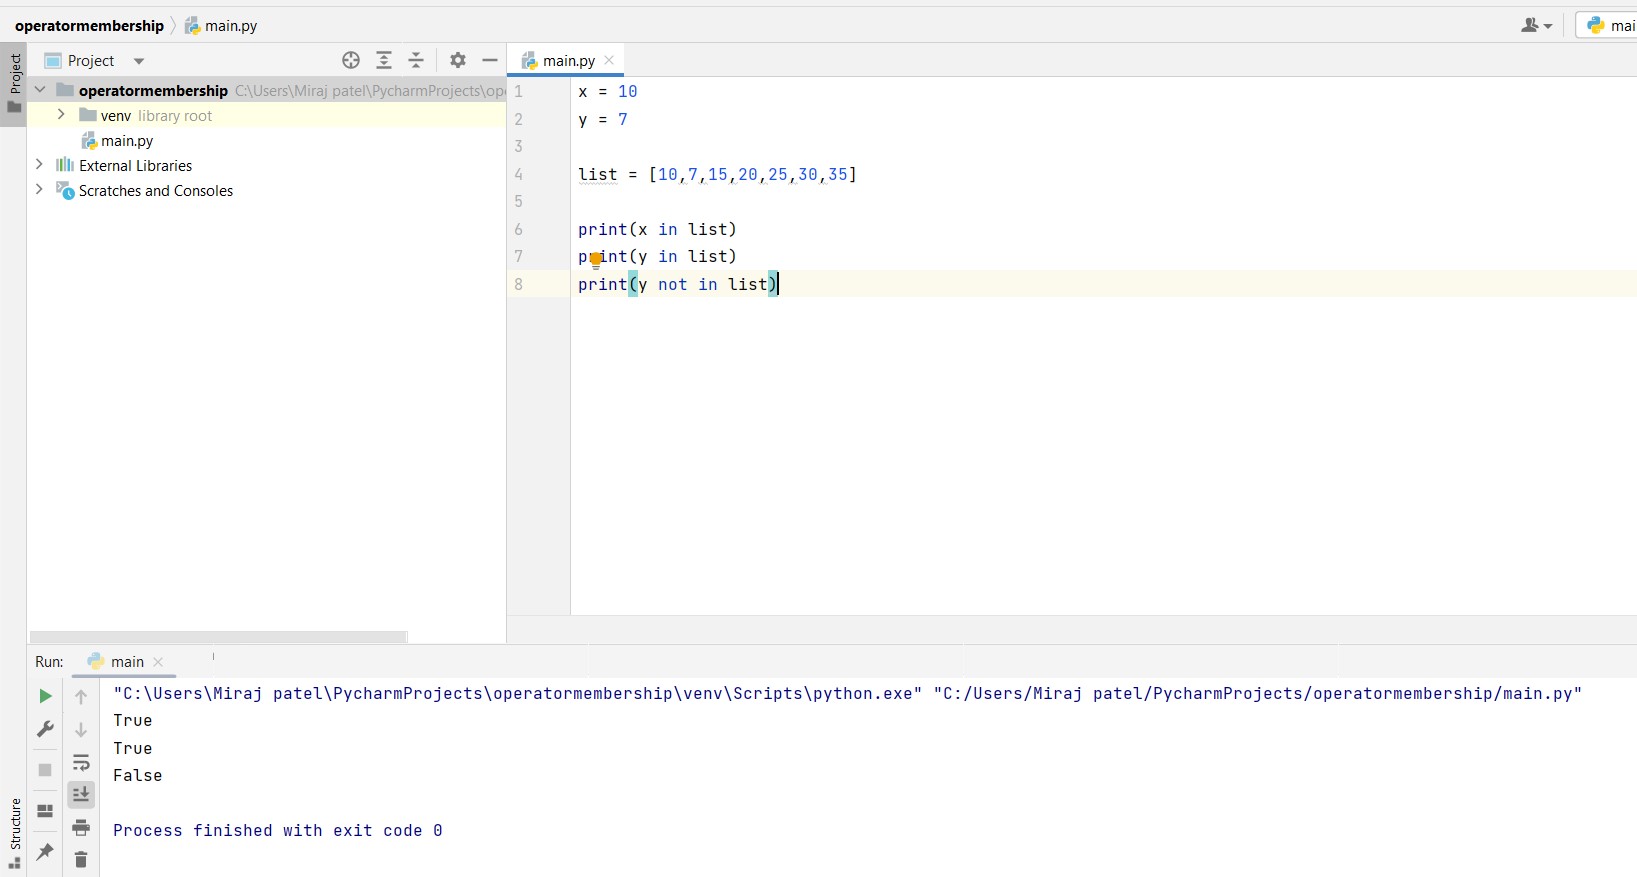 operatormembership main.py
mai
Project
Project
main.py
operatormembership C:\Users\Miraj patel\PycharmProjects\op
venv library root
main.py
External Libraries
Scratches and Consoles
1 x = 10
2 y = 7
3
4 list = [10,7,15,20,25,30,35]
5
6 print(x in list)
7 print(y in list)
8 print(y not in list)
Run: main
"C:\Users\Miraj patel\PycharmProjects\operatormembership\venv\Scripts\python.exe" "C:/Users/Miraj patel/PycharmProjects/operatormembership/main.py"
True
True
False
Process finished with exit code 0
Structure